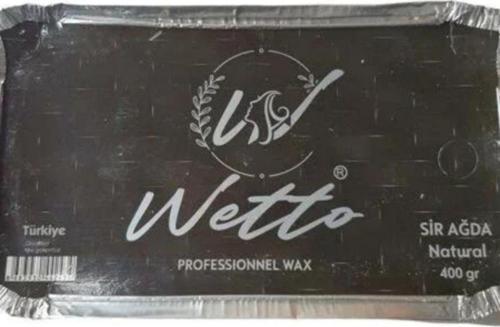 Wetto®
PROFESSIONNEL WAX
Türkiye
SİR AĞDA
Natural
400 gr